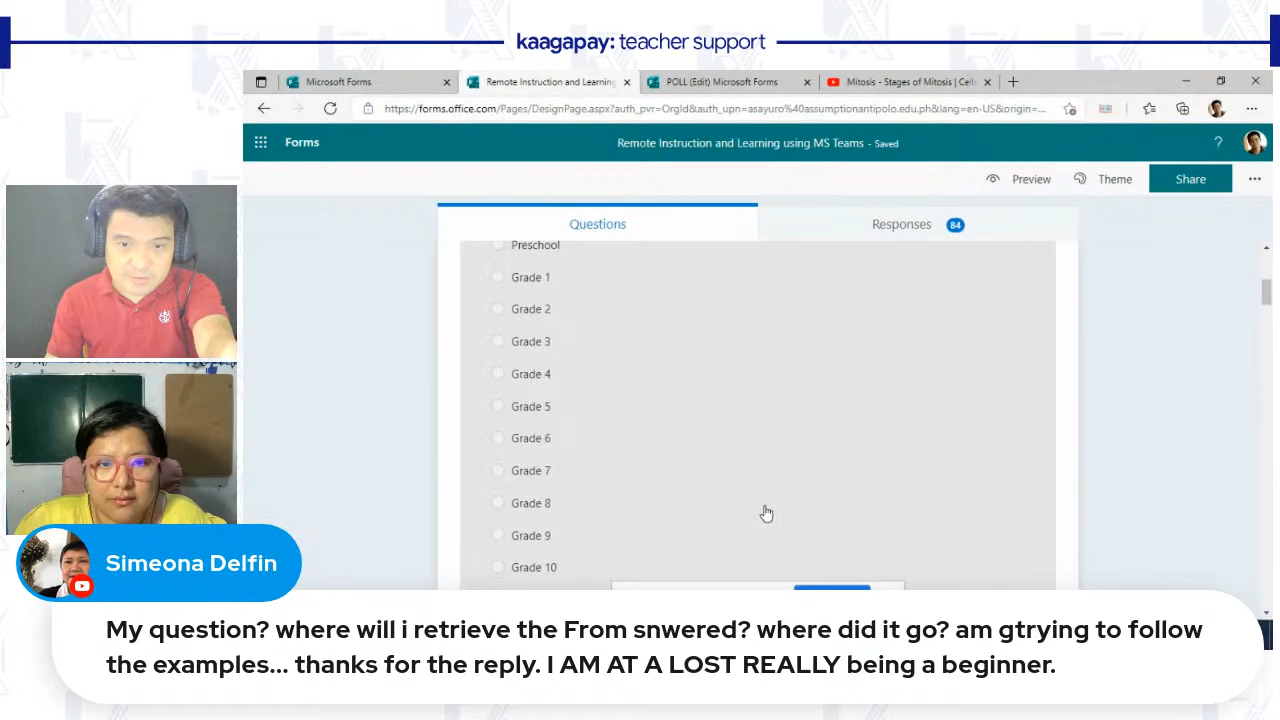 kaagapay: teacher support
Microsoft Forms
Remote Instruction and Learning
POLL (Edit) Microsoft Forms
Mitosis - Stages of Mitosis | Cells
https://forms.office.com/Pages/DesignPage.aspx?auth_pvr=OrgId&auth_upn=asayuro%40assumptionantipolo.edu.ph&lang=en-US&origin=...
Forms
Remote Instruction and Learning using MS Teams - Saved
?
Preview
Theme
Share
Questions
Responses 84
Preschool
Grade 1
Grade 2
Grade 3
Grade 4
Grade 5
Grade 6
Grade 7
Grade 8
Grade 9
Grade 10
Simeona Delfin
My question? where will i retrieve the From snwered? where did it go? am gtrying to follow
the examples... thanks for the reply. I AM AT A LOST REALLY being a beginner.